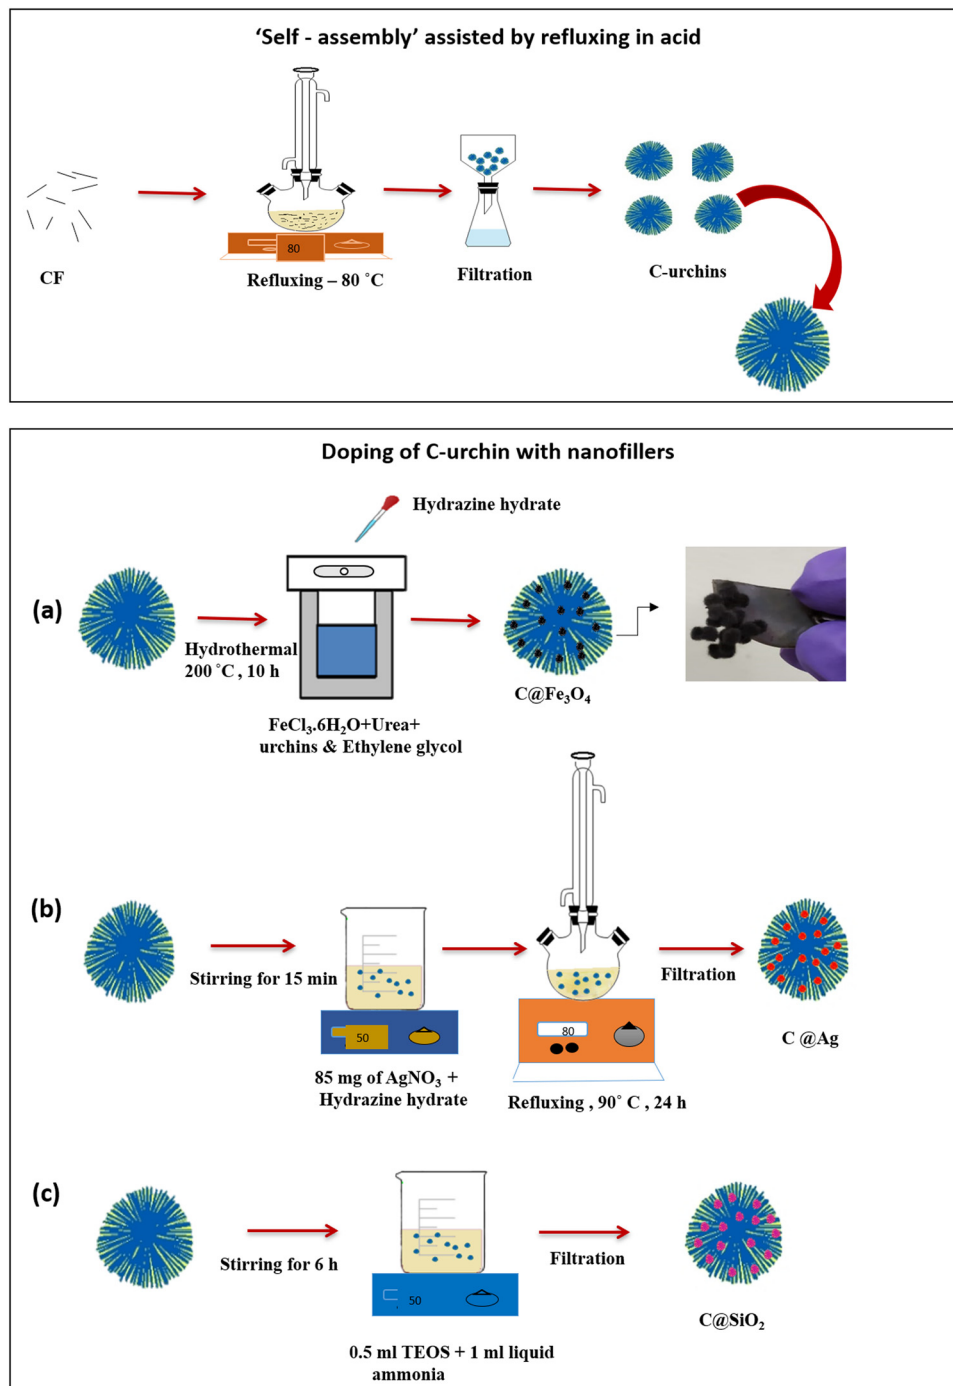 ‘Self - assembly’ assisted by refluxing in acid
CF
80
Refluxing – 80 ˚C
Filtration
C-urchins
Doping of C-urchin with nanofillers
Hydrazine hydrate
(a)
Hydrothermal
200 ˚C , 10 h
C@Fe₃O₄
FeCl₃.6H₂O+Urea+
urchins & Ethylene glycol
(b)
Stirring for 15 min
50
85 mg of AgNO₃ +
Hydrazine hydrate
80
Refluxing , 90˚ C , 24 h
Filtration
C @Ag
(c)
Stirring for 6 h
50
0.5 ml TEOS + 1 ml liquid
ammonia
Filtration
C@SiO₂